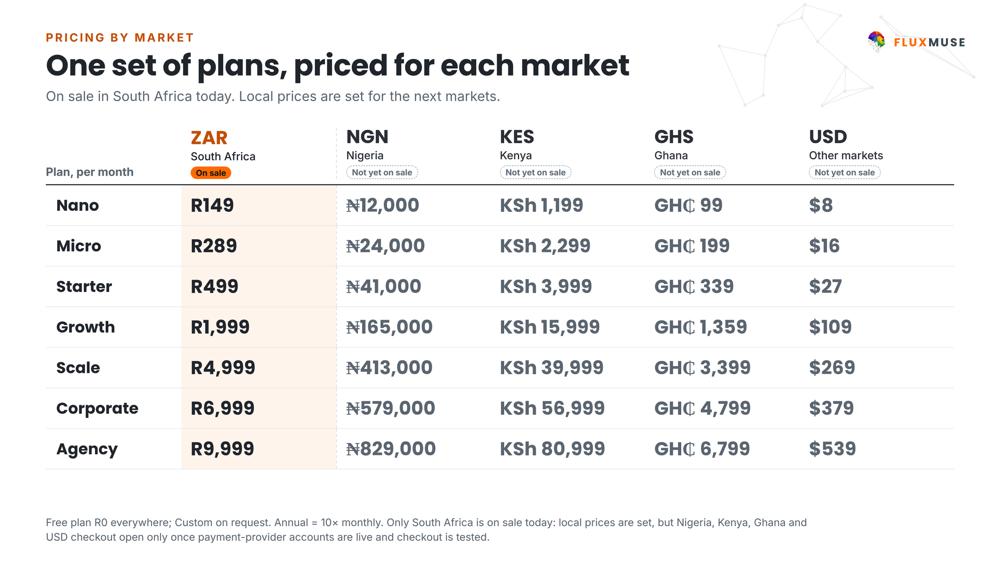 PRICING BY MARKET
FLUXMUSE
One set of plans, priced for each market
On sale in South Africa today. Local prices are set for the next markets.
Plan, per month
ZAR
South Africa
On sale
NGN
Nigeria
Not yet on sale
KES
Kenya
Not yet on sale
GHS
Ghana
Not yet on sale
USD
Other markets
Not yet on sale
Nano R149 ₦12,000 KSh 1,199 GH₵ 99 $8
Micro R289 ₦24,000 KSh 2,299 GH₵ 199 $16
Starter R499 ₦41,000 KSh 3,999 GH₵ 339 $27
Growth R1,999 ₦165,000 KSh 15,999 GH₵ 1,359 $109
Scale R4,999 ₦413,000 KSh 39,999 GH₵ 3,399 $269
Corporate R6,999 ₦579,000 KSh 56,999 GH₵ 4,799 $379
Agency R9,999 ₦829,000 KSh 80,999 GH₵ 6,799 $539
Free plan R0 everywhere; Custom on request. Annual = 10× monthly. Only South Africa is on sale today: local prices are set, but Nigeria, Kenya, Ghana and
USD checkout open only once payment-provider accounts are live and checkout is tested.